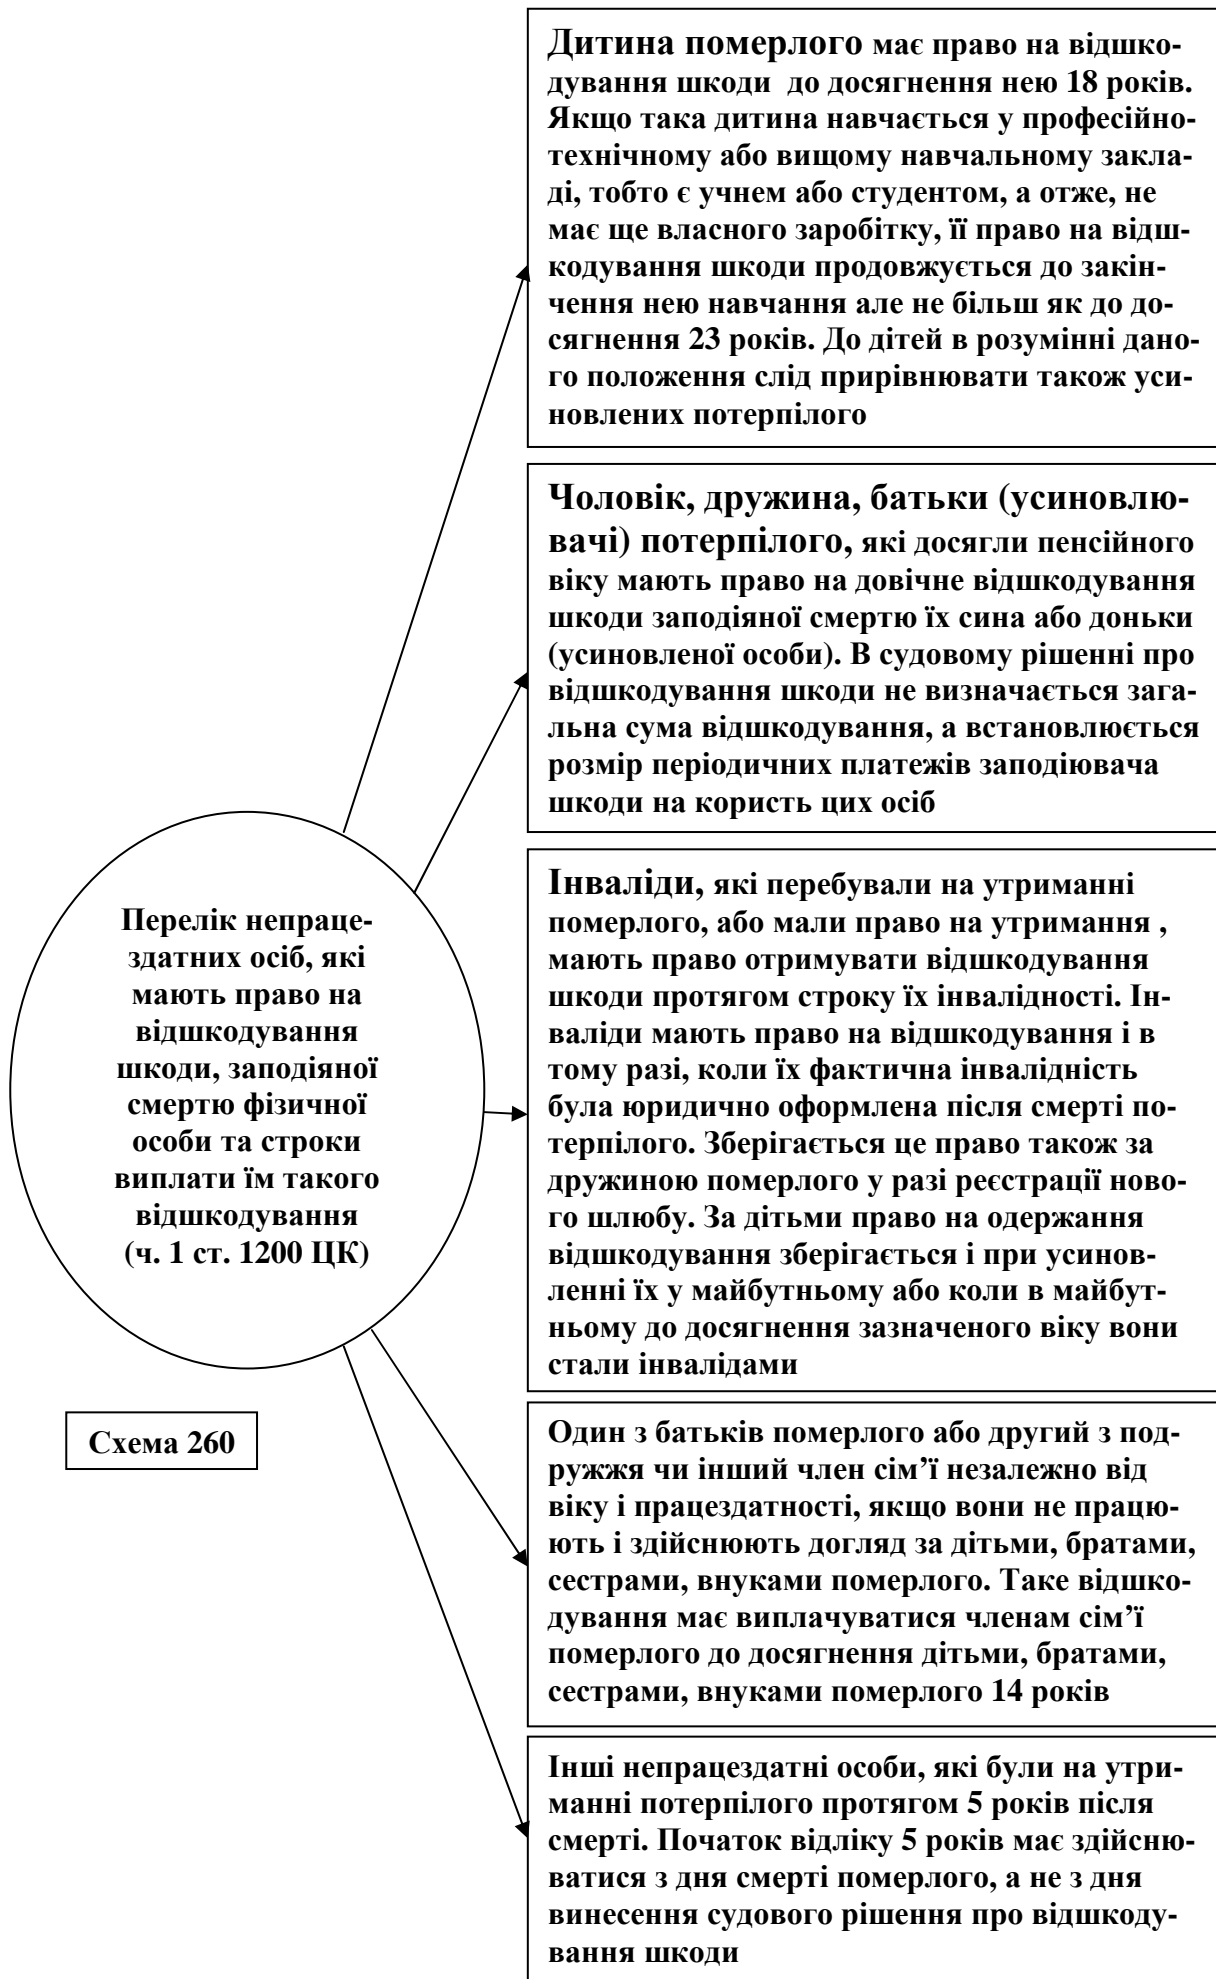 Дитина померлого має право на відшко-
дування шкоди до досягнення нею 18 років.
Якщо така дитина навчається у професійно-
технічному або вищому навчальному закла-
ді, тобто є учнем або студентом, а отже, не
має ще власного заробітку, її право на відш-
кодування шкоди продовжується до закін-
чення нею навчання але не більш як до до-
сягнення 23 років. До дітей в розумінні дано-
го положення слід прирівнювати також уси-
новлених потерпілого
Чоловік, дружина, батьки (усиновлю-
вачі) потерпілого, які досягли пенсійного
віку мають право на довічне відшкодування
шкоди заподіяної смертю їх сина або доньки
(усиновленої особи). В судовому рішенні про
відшкодування шкоди не визначається зага-
льна сума відшкодування, а встановлюється
розмір періодичних платежів заподіювача
шкоди на користь цих осіб
Перелік непраце-
здатних осіб, які
мають право на
відшкодування
шкоди, заподіяної
смертю фізичної
особи та строки
виплати їм такого
відшкодування
(ч. 1 ст. 1200 ЦК)
Інваліди, які перебували на утриманні
померлого, або мали право на утримання ,
мають право отримувати відшкодування
шкоди протягом строку їх інвалідності. Ін-
валіди мають право на відшкодування і в
тому разі, коли їх фактична інвалідність
була юридично оформлена після смерті по-
терпілого. Зберігається це право також за
дружиною померлого у разі реєстрації ново-
го шлюбу. За дітьми право на одержання
відшкодування зберігається і при усинов-
ленні їх у майбутньому або коли в майбут-
ньому до досягнення зазначеного віку вони
стали інвалідами
Схема 260
Один з батьків померлого або другий з под-
ружжя чи інший член сім’ї незалежно від
віку і працездатності, якщо вони не працю-
ють і здійснюють догляд за дітьми, братами,
сестрами, внуками померлого. Таке відшко-
дування має виплачуватися членам сім’ї
померлого до досягнення дітьми, братами,
сестрами, внуками померлого 14 років
Інші непрацездатні особи, які були на утри-
манні потерпілого протягом 5 років після
смерті. Початок відліку 5 років має здійсню-
ватися з дня смерті померлого, а не з дня
винесення судового рішення про відшкоду-
вання шкоди